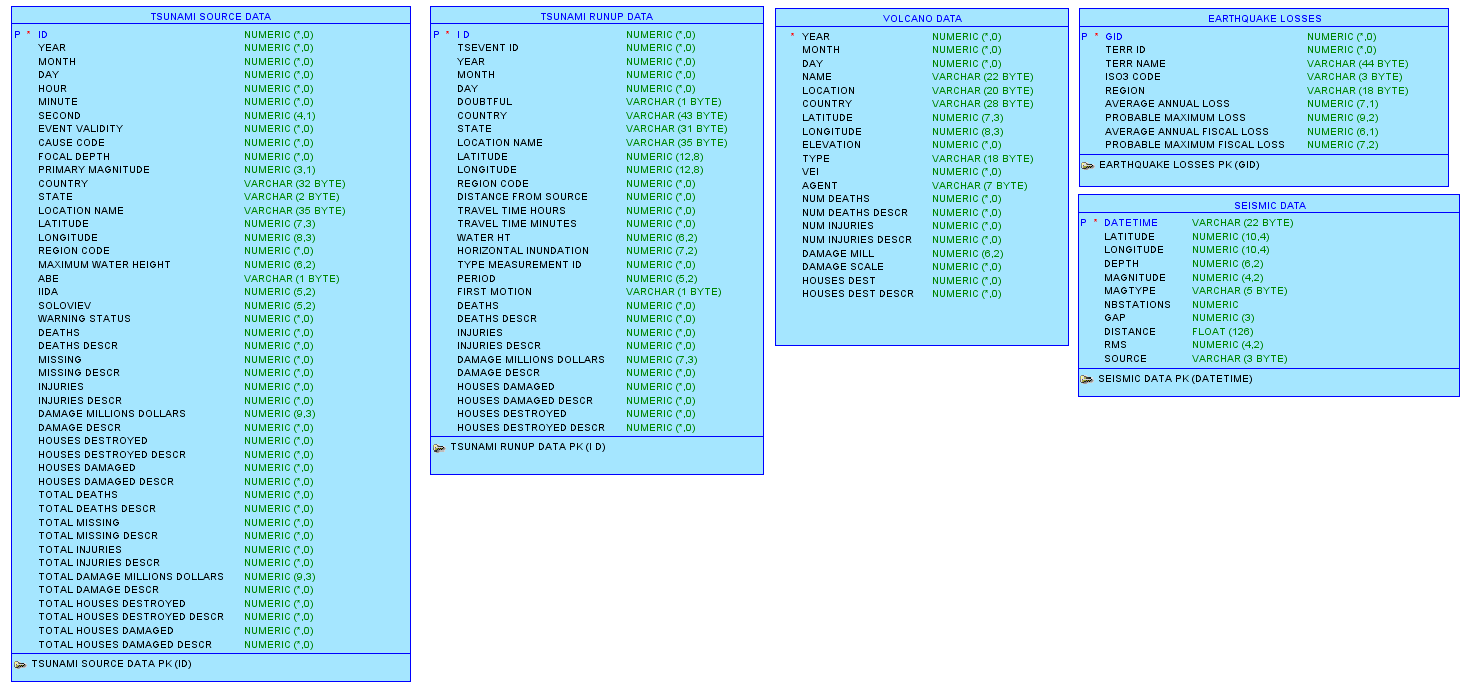 TSUNAMI SOURCE DATA
P * ID NUMERIC (*,0)
YEAR NUMERIC (*,0)
MONTH NUMERIC (*,0)
DAY NUMERIC (*,0)
HOUR NUMERIC (*,0)
MINUTE NUMERIC (*,0)
SECOND NUMERIC (4,1)
EVENT VALIDITY NUMERIC (*,0)
CAUSE CODE NUMERIC (*,0)
FOCAL DEPTH NUMERIC (*,0)
PRIMARY MAGNITUDE NUMERIC (3,1)
COUNTRY VARCHAR (32 BYTE)
STATE VARCHAR (2 BYTE)
LOCATION NAME VARCHAR (35 BYTE)
LATITUDE NUMERIC (7,3)
LONGITUDE NUMERIC (8,3)
REGION CODE NUMERIC (*,0)
MAXIMUM WATER HEIGHT NUMERIC (6,2)
ABE VARCHAR (1 BYTE)
IIDA NUMERIC (5,2)
SOLOVIEV NUMERIC (5,2)
WARNING STATUS NUMERIC (*,0)
DEATHS NUMERIC (*,0)
DEATHS DESCR NUMERIC (*,0)
MISSING NUMERIC (*,0)
MISSING DESCR NUMERIC (*,0)
INJURIES NUMERIC (*,0)
INJURIES DESCR NUMERIC (*,0)
DAMAGE MILLIONS DOLLARS NUMERIC (9,3)
DAMAGE DESCR NUMERIC (*,0)
HOUSES DESTROYED NUMERIC (*,0)
HOUSES DESTROYED DESCR NUMERIC (*,0)
HOUSES DAMAGED NUMERIC (*,0)
HOUSES DAMAGED DESCR NUMERIC (*,0)
TOTAL DEATHS NUMERIC (*,0)
TOTAL DEATHS DESCR NUMERIC (*,0)
TOTAL MISSING NUMERIC (*,0)
TOTAL MISSING DESCR NUMERIC (*,0)
TOTAL INJURIES NUMERIC (*,0)
TOTAL INJURIES DESCR NUMERIC (*,0)
TOTAL DAMAGE MILLIONS DOLLARS NUMERIC (9,3)
TOTAL DAMAGE DESCR NUMERIC (*,0)
TOTAL HOUSES DESTROYED NUMERIC (*,0)
TOTAL HOUSES DESTROYED DESCR NUMERIC (*,0)
TOTAL HOUSES DAMAGED NUMERIC (*,0)
TOTAL HOUSES DAMAGED DESCR NUMERIC (*,0)
TSUNAMI SOURCE DATA PK (ID)
TSUNAMI RUNUP DATA
P * I D NUMERIC (*,0)
TSEVENT ID NUMERIC (*,0)
YEAR NUMERIC (*,0)
MONTH NUMERIC (*,0)
DAY NUMERIC (*,0)
DOUBTFUL VARCHAR (1 BYTE)
COUNTRY VARCHAR (43 BYTE)
STATE VARCHAR (31 BYTE)
LOCATION NAME VARCHAR (35 BYTE)
LATITUDE NUMERIC (12,8)
LONGITUDE NUMERIC (12,8)
REGION CODE NUMERIC (*,0)
DISTANCE FROM SOURCE NUMERIC (*,0)
TRAVEL TIME HOURS NUMERIC (*,0)
TRAVEL TIME MINUTES NUMERIC (*,0)
WATER HT NUMERIC (6,2)
HORIZONTAL INUNDATION NUMERIC (7,2)
TYPE MEASUREMENT ID NUMERIC (*,0)
PERIOD NUMERIC (5,2)
FIRST MOTION VARCHAR (1 BYTE)
DEATHS NUMERIC (*,0)
DEATHS DESCR NUMERIC (*,0)
INJURIES NUMERIC (*,0)
INJURIES DESCR NUMERIC (*,0)
DAMAGE MILLIONS DOLLARS NUMERIC (7,3)
DAMAGE DESCR NUMERIC (*,0)
HOUSES DAMAGED NUMERIC (*,0)
HOUSES DAMAGED DESCR NUMERIC (*,0)
HOUSES DESTROYED NUMERIC (*,0)
HOUSES DESTROYED DESCR NUMERIC (*,0)
TSUNAMI RUNUP DATA PK (I D)
VOLCANO DATA
* YEAR NUMERIC (*,0)
MONTH NUMERIC (*,0)
DAY NUMERIC (*,0)
NAME VARCHAR (22 BYTE)
LOCATION VARCHAR (20 BYTE)
COUNTRY VARCHAR (28 BYTE)
LATITUDE NUMERIC (7,3)
LONGITUDE NUMERIC (8,3)
ELEVATION NUMERIC (*,0)
TYPE VARCHAR (18 BYTE)
VEI NUMERIC (*,0)
AGENT VARCHAR (7 BYTE)
NUM DEATHS NUMERIC (*,0)
NUM DEATHS DESCR NUMERIC (*,0)
NUM INJURIES NUMERIC (*,0)
NUM INJURIES DESCR NUMERIC (*,0)
DAMAGE MILL NUMERIC (6,2)
DAMAGE SCALE NUMERIC (*,0)
HOUSES DEST NUMERIC (*,0)
HOUSES DEST DESCR NUMERIC (*,0)
EARTHQUAKE LOSSES
P * GID NUMERIC (*,0)
TERR ID NUMERIC (*,0)
TERR NAME VARCHAR (44 BYTE)
ISO3 CODE VARCHAR (3 BYTE)
REGION VARCHAR (18 BYTE)
AVERAGE ANNUAL LOSS NUMERIC (7,1)
PROBABLE MAXIMUM LOSS NUMERIC (9,2)
AVERAGE ANNUAL FISCAL LOSS NUMERIC (6,1)
PROBABLE MAXIMUM FISCAL LOSS NUMERIC (7,2)
EARTHQUAKE LOSSES PK (GID)
SEISMIC DATA
P * DATETIME VARCHAR (22 BYTE)
LATITUDE NUMERIC (10,4)
LONGITUDE NUMERIC (10,4)
DEPTH NUMERIC (6,2)
MAGNITUDE NUMERIC (4,2)
MAGTYPE VARCHAR (5 BYTE)
NBSTATIONS NUMERIC
GAP NUMERIC (3)
DISTANCE FLOAT (126)
RMS NUMERIC (4,2)
SOURCE VARCHAR (3 BYTE)
SEISMIC DATA PK (DATETIME)